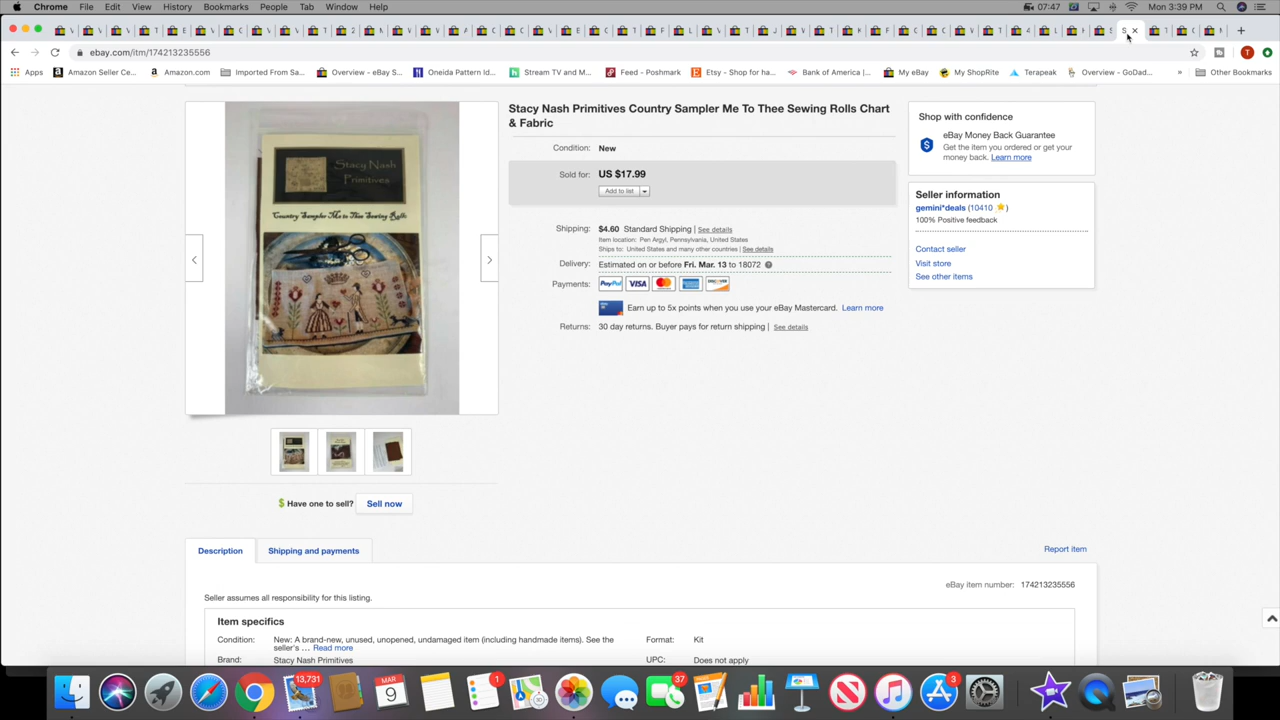 Chrome File Edit View History Bookmarks People Tab Window Help 07:47 Mon 3:39 PM
ebay.com/itm/174213235556
Apps Amazon Seller Ce... Amazon.com Imported From Sa... Overview - eBay S... Oneida Pattern Id... Stream TV and M... Feed - Poshmark Etsy - Shop for ha... Bank of America |... My eBay My ShopRite Terapeak Overview - GoDad... » Other Bookmarks
Stacy Nash Primitives Country Sampler Me To Thee Sewing Rolls Chart
& Fabric
Condition: New
Sold for: US $17.99
Add to list
Shipping: $4.60 Standard Shipping | See details
Item location: Pen Argyl, Pennsylvania, United States
Ships to: United States and many other countries | See details
Delivery: Estimated on or before Fri. Mar. 13 to 18072
Payments: PayPal VISA
Earn up to 5x points when you use your eBay Mastercard. Learn more
Returns: 30 day returns. Buyer pays for return shipping | See details
Shop with confidence
eBay Money Back Guarantee
Get the item you ordered or get your
money back. Learn more
Seller information
gemini*deals (10410 )
100% Positive feedback
Contact seller
Visit store
See other items
Stacy Nash
Primitives
Country Sampler Me to Thee Sewing Rolls
Have one to sell? Sell now
Description Shipping and payments
Report item
eBay item number: 174213235556
Seller assumes all responsibility for this listing.
Item specifics
Condition: New: A brand-new, unused, unopened, undamaged item (including handmade items). See the
seller's ... Read more
Format: Kit
Brand: Stacy Nash Primitives
UPC: Does not apply
13,731
MAR
9
1
37
3